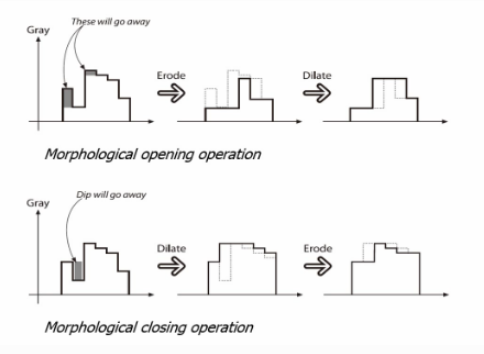 These will go away
Gray
Erode
Dilate
Morphological opening operation
Dip will go away
Gray
Dilate
Erode
Morphological closing operation